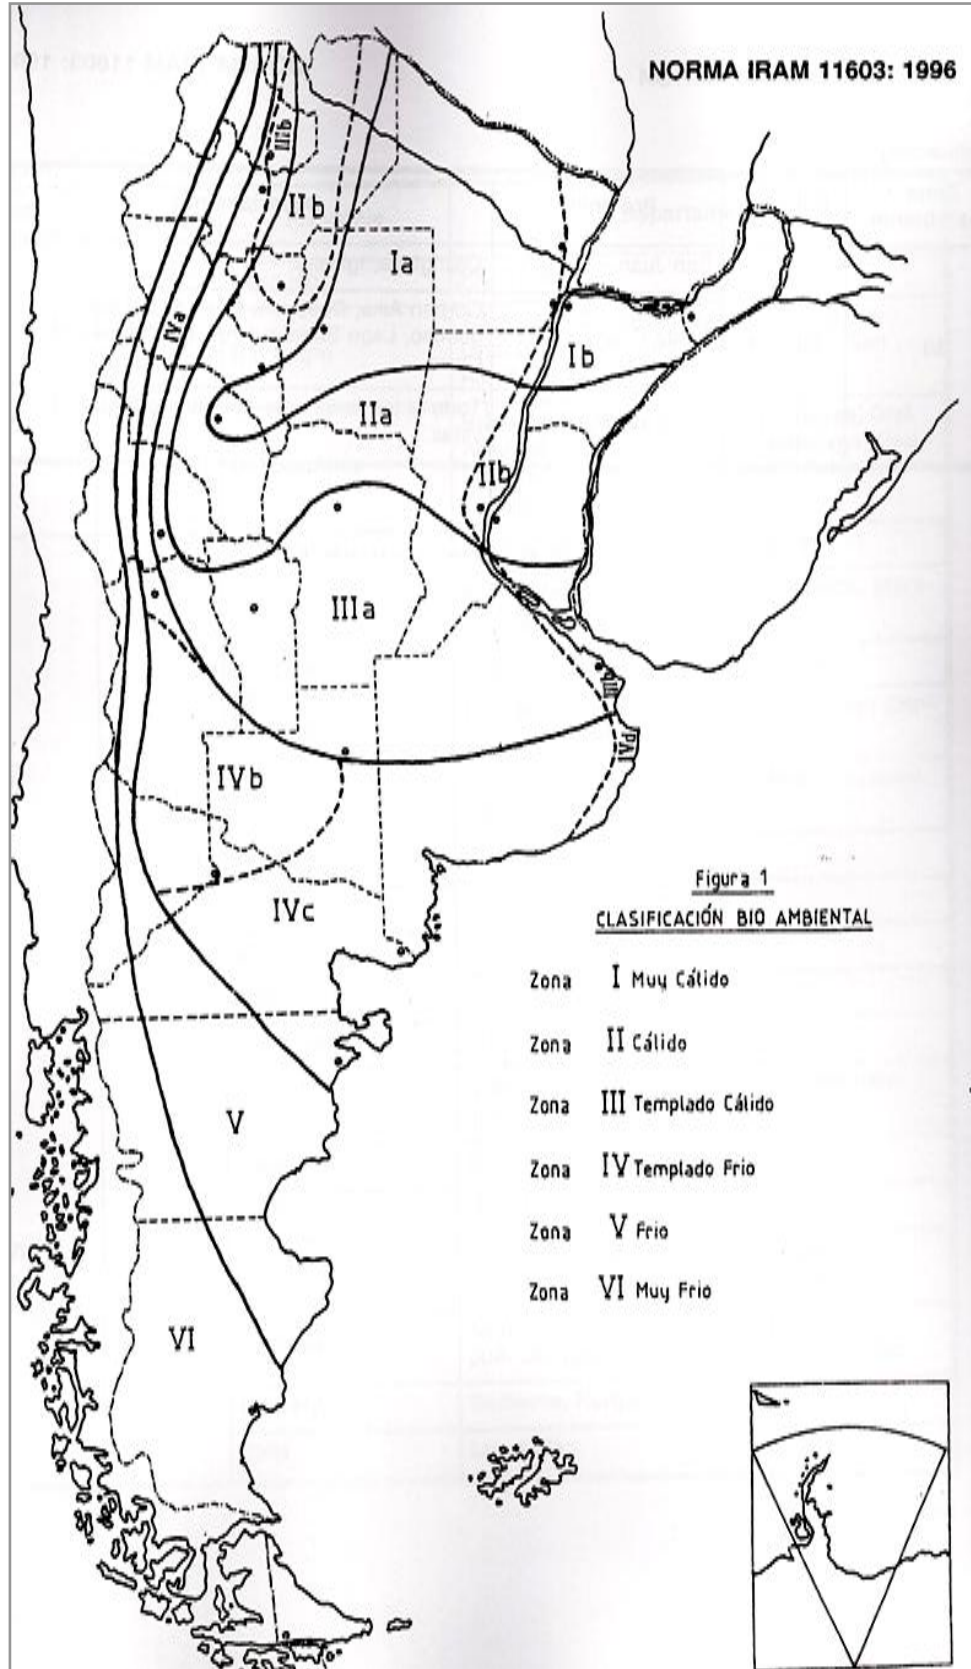 NORMA IRAM 11603: 1996
IIIb
IIb
Ia
IVa
Ib
IIa
IIb
IIIa
IIIb
IVd
IVb
IVc
Figura 1
CLASIFICACIÓN BIO AMBIENTAL
Zona I Muy Cálido
Zona II Cálido
Zona III Templado Cálido
Zona IV Templado Frio
V
Zona V Frio
Zona VI Muy Frio
VI